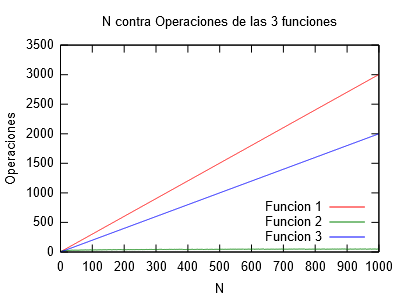 N contra Operaciones de las 3 funciones
3500
3000
2500
2000
1500
1000
500
0
Operaciones
Funcion 1
Funcion 2
Funcion 3
0 100 200 300 400 500 600 700 800 900 1000
N